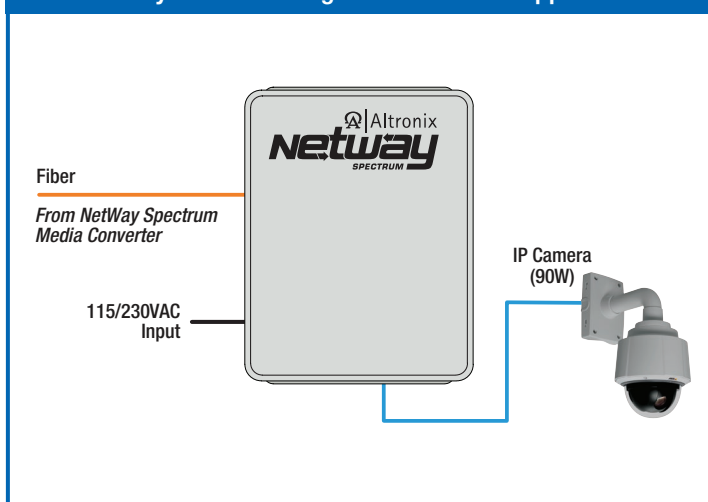 Altronix
Netway
SPECTRUM
Fiber
From NetWay Spectrum
Media Converter
IP Camera
(90W)
115/230VAC
Input